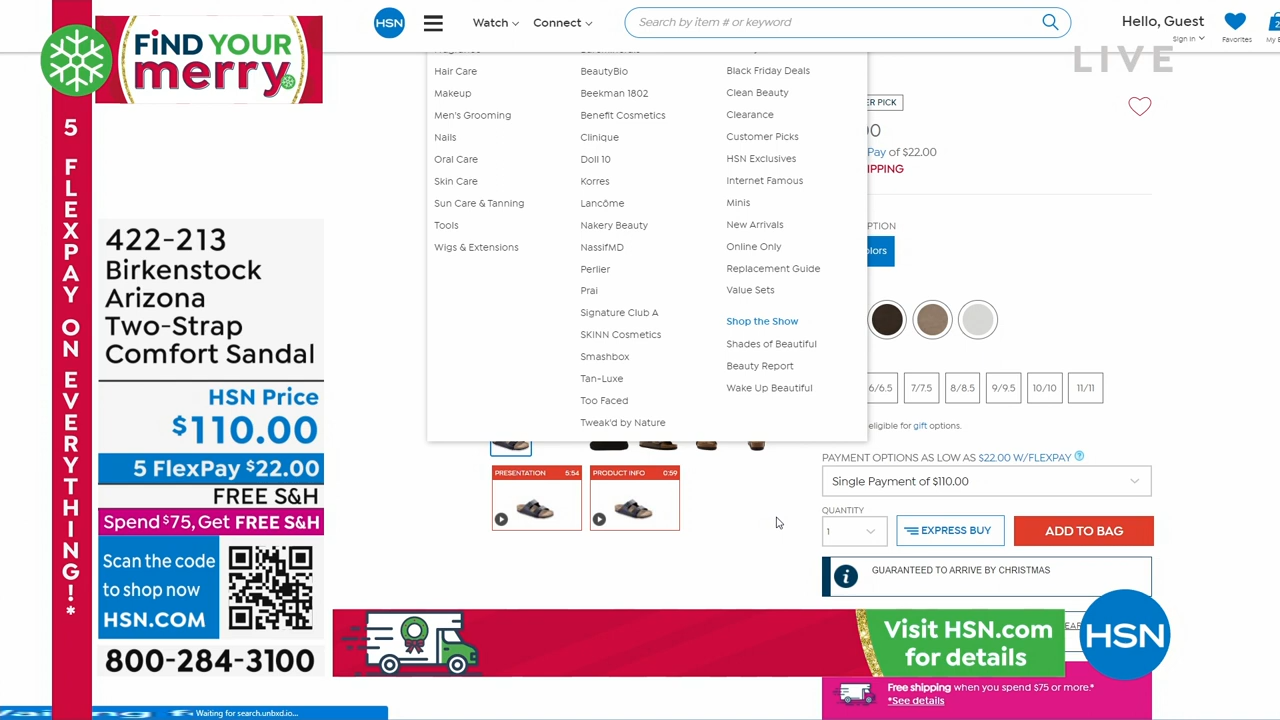 FiND YOUR
merry
5 FLEXPAY ON EVERYTHING!*
422-213
Birkenstock
Arizona
Two-Strap
Comfort Sandal
HSN Price
$110.00
5 FlexPay $22.00
FREE S&H
Spend $75, Get FREE S&H
Scan the code
to shop now
HSN.COM
800-284-3100
HSN
Watch
Connect
Search by item # or keyword
Hello, Guest
Sign In
Favorites
LIVE
Hair Care
Makeup
Men's Grooming
Nails
Oral Care
Skin Care
Sun Care & Tanning
Tools
Wigs & Extensions
BeautyBio
Beekman 1802
Benefit Cosmetics
Clinique
Doll 10
Korres
Lancôme
Nakery Beauty
NassifMD
Perlier
Prai
Signature Club A
SKINN Cosmetics
Smashbox
Tan-Luxe
Too Faced
Tweak'd by Nature
Black Friday Deals
Clean Beauty
Clearance
Customer Picks
HSN Exclusives
Internet Famous
Minis
New Arrivals
Online Only
Replacement Guide
Value Sets
Shop the Show
Shades of Beautiful
Beauty Report
Wake Up Beautiful
ER PICK
Pay of $22.00
IPPING
PTION
olors
6/6.5 7/7.5 8/8.5 9/9.5 10/10 11/11
eligible for gift options.
PRESENTATION 5:54
PRODUCT INFO 0:59
PAYMENT OPTIONS AS LOW AS $22.00 W/FLEXPAY
Single Payment of $110.00
QUANTITY
1
EXPRESS BUY
ADD TO BAG
GUARANTEED TO ARRIVE BY CHRISTMAS
Visit HSN.com
for details
HSN
Free shipping when you spend $75 or more.*
*See details
Waiting for search.unbxd.io...